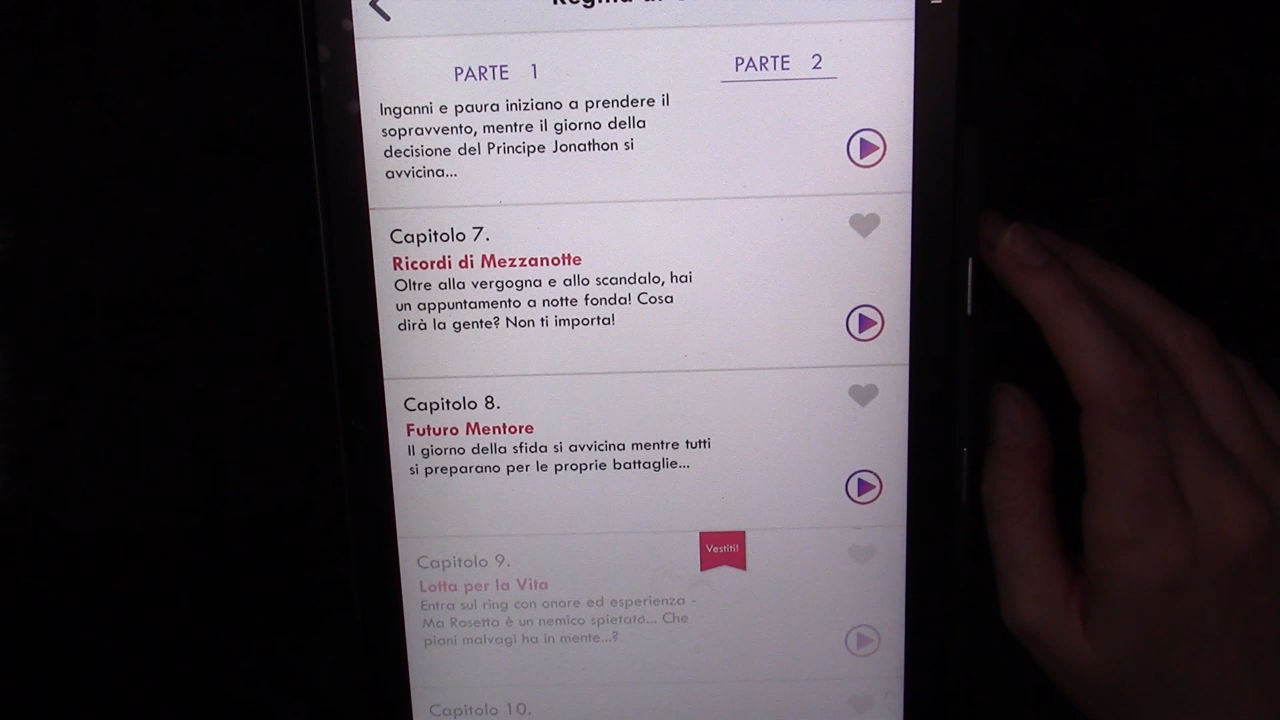 PARTE 1
PARTE 2
Inganni e paura iniziano a prendere il
sopravvento, mentre il giorno della
decisione del Principe Jonathon si
avvicina...
Capitolo 7.
Ricordi di Mezzanotte
Oltre alla vergogna e allo scandalo, hai
un appuntamento a notte fonda! Cosa
dirà la gente? Non ti importa!
Capitolo 8.
Futuro Mentore
Il giorno della sfida si avvicina mentre tutti
si preparano per le proprie battaglie...
Vestiti!
Capitolo 9.
Lotta per la Vita
Entra sul ring con onore ed esperienza -
Ma Rosetta è un nemico spietato... Che
piani malvagi ha in mente...?
Capitolo 10.